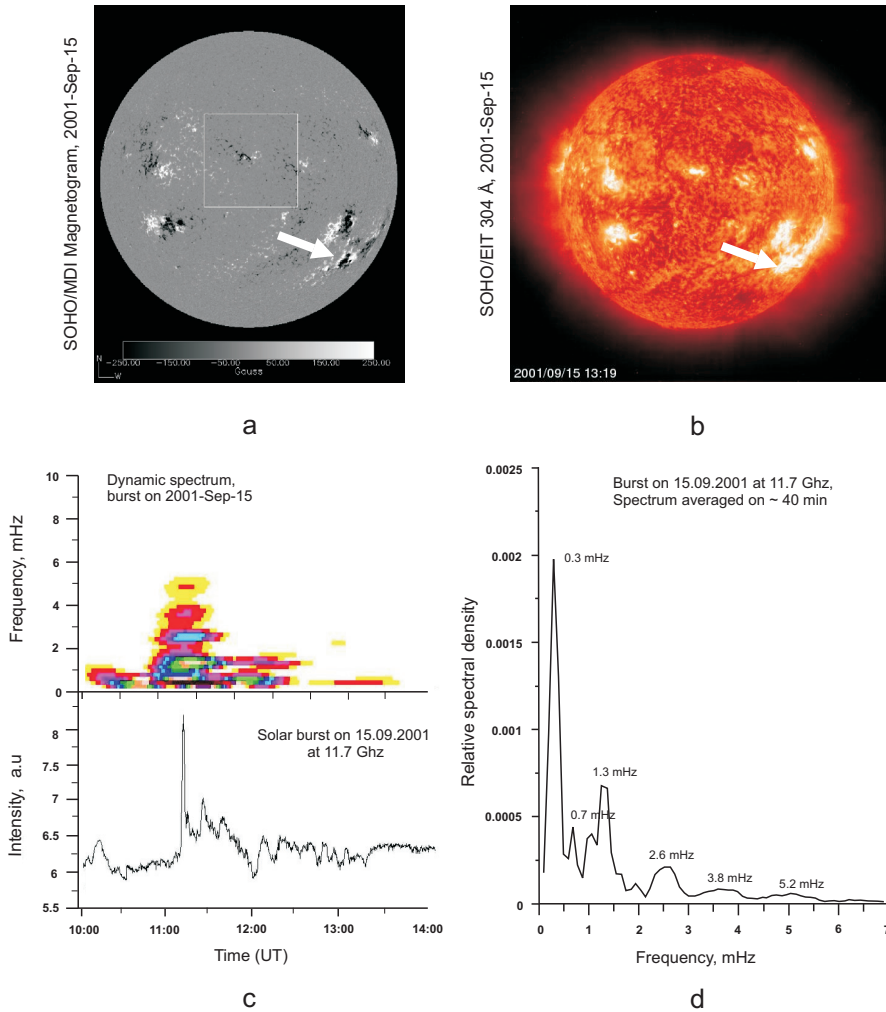 SOHO/MDI Magnetogram, 2001-Sep-15
N
W
-250.00 -150.00 -50.00 50.00 150.00 250.00
Gauss
a
SOHO/EIT 304 Å, 2001-Sep-15
2001/09/15 13:19
b
Dynamic spectrum,
burst on 2001-Sep-15
Frequency, mHz
10
8
6
4
2
0
Solar burst on 15.09.2001
at 11.7 Ghz
Intensity, a.u
8
7.5
7
6.5
6
5.5
10:00 11:00 12:00 13:00 14:00
Time (UT)
c
Burst on 15.09.2001 at 11.7 Ghz,
Spectrum averaged on ~ 40 min
Relative spectral density
0.0025
0.002
0.0015
0.001
0.0005
0
0.3 mHz
1.3 mHz
0.7 mHz
2.6 mHz
3.8 mHz
5.2 mHz
0 1 2 3 4 5 6 7
Frequency, mHz
d